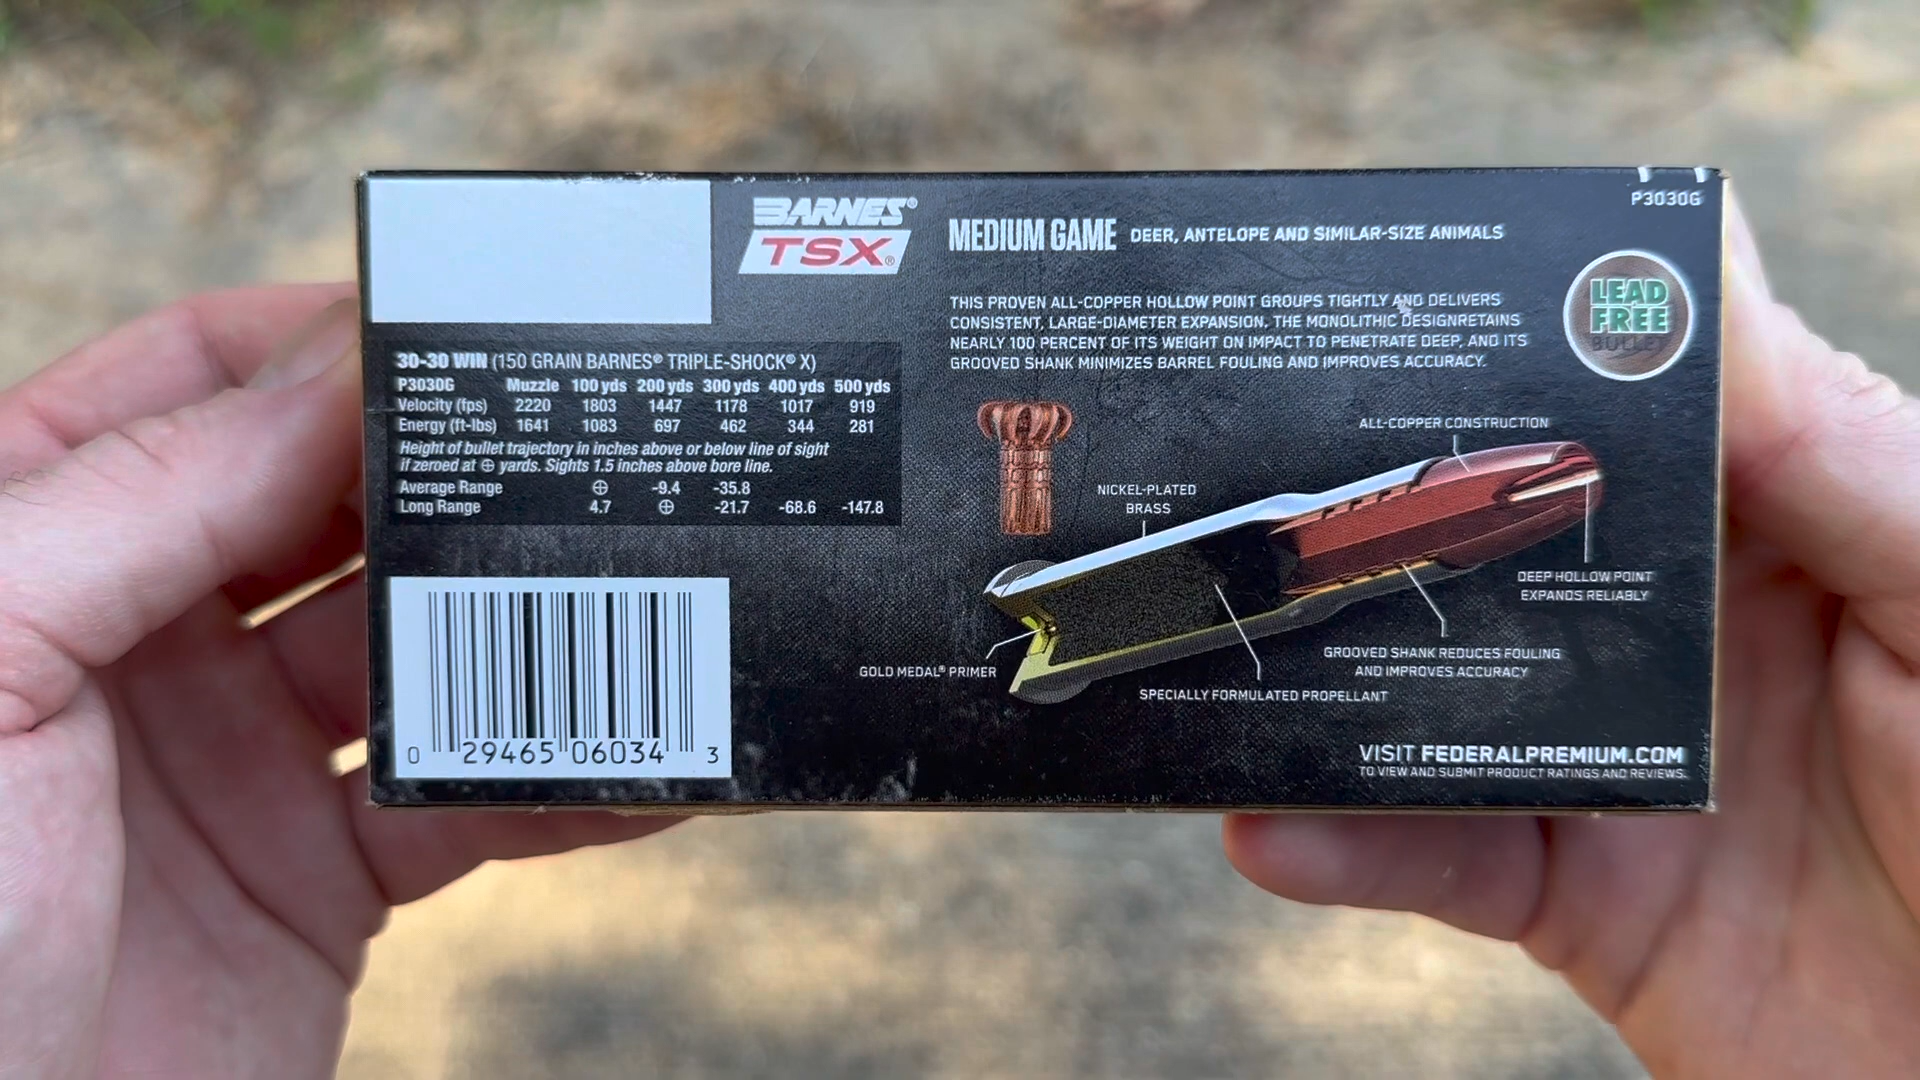 BARNES®
TSX®
P3030G
MEDIUM GAME DEER, ANTELOPE AND SIMILAR-SIZE ANIMALS
THIS PROVEN ALL-COPPER HOLLOW POINT GROUPS TIGHTLY AND DELIVERS
CONSISTENT, LARGE-DIAMETER EXPANSION. THE MONOLITHIC DESIGNRETAINS
NEARLY 100 PERCENT OF ITS WEIGHT ON IMPACT TO PENETRATE DEEP, AND ITS
GROOVED SHANK MINIMIZES BARREL FOULING AND IMPROVES ACCURACY.
LEAD
FREE
BULLET
30-30 WIN (150 GRAIN BARNES® TRIPLE-SHOCK® X)
P3030G Muzzle 100 yds 200 yds 300 yds 400 yds 500 yds
Velocity (fps) 2220 1803 1447 1178 1017 919
Energy (ft-lbs) 1641 1083 697 462 344 281
Height of bullet trajectory in inches above or below line of sight
if zeroed at ⊕ yards. Sights 1.5 inches above bore line.
Average Range ⊕ -9.4 -35.8
Long Range 4.7 ⊕ -21.7 -68.6 -147.8
ALL-COPPER CONSTRUCTION
NICKEL-PLATED
BRASS
DEEP HOLLOW POINT
EXPANDS RELIABLY
GROOVED SHANK REDUCES FOULING
AND IMPROVES ACCURACY
GOLD MEDAL® PRIMER
SPECIALLY FORMULATED PROPELLANT
0 29465 06034 3
VISIT FEDERALPREMIUM.COM
TO VIEW AND SUBMIT PRODUCT RATINGS AND REVIEWS.